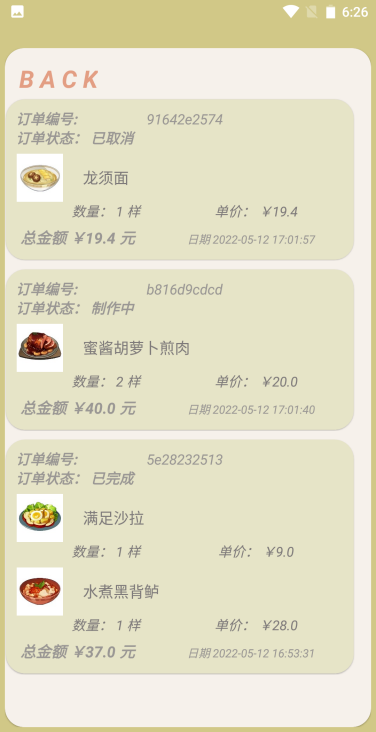 6:26
BACK
订单编号: 91642e2574
订单状态: 已取消
龙须面
数量: 1 样 单价: ¥19.4
总金额 ¥19.4 元 日期 2022-05-12 17:01:57
订单编号: b816d9cdcd
订单状态: 制作中
蜜酱胡萝卜煎肉
数量: 2 样 单价: ¥20.0
总金额 ¥40.0 元 日期 2022-05-12 17:01:40
订单编号: 5e28232513
订单状态: 已完成
满足沙拉
数量: 1 样 单价: ¥9.0
水煮黑背鲈
数量: 1 样 单价: ¥28.0
总金额 ¥37.0 元 日期 2022-05-12 16:53:31